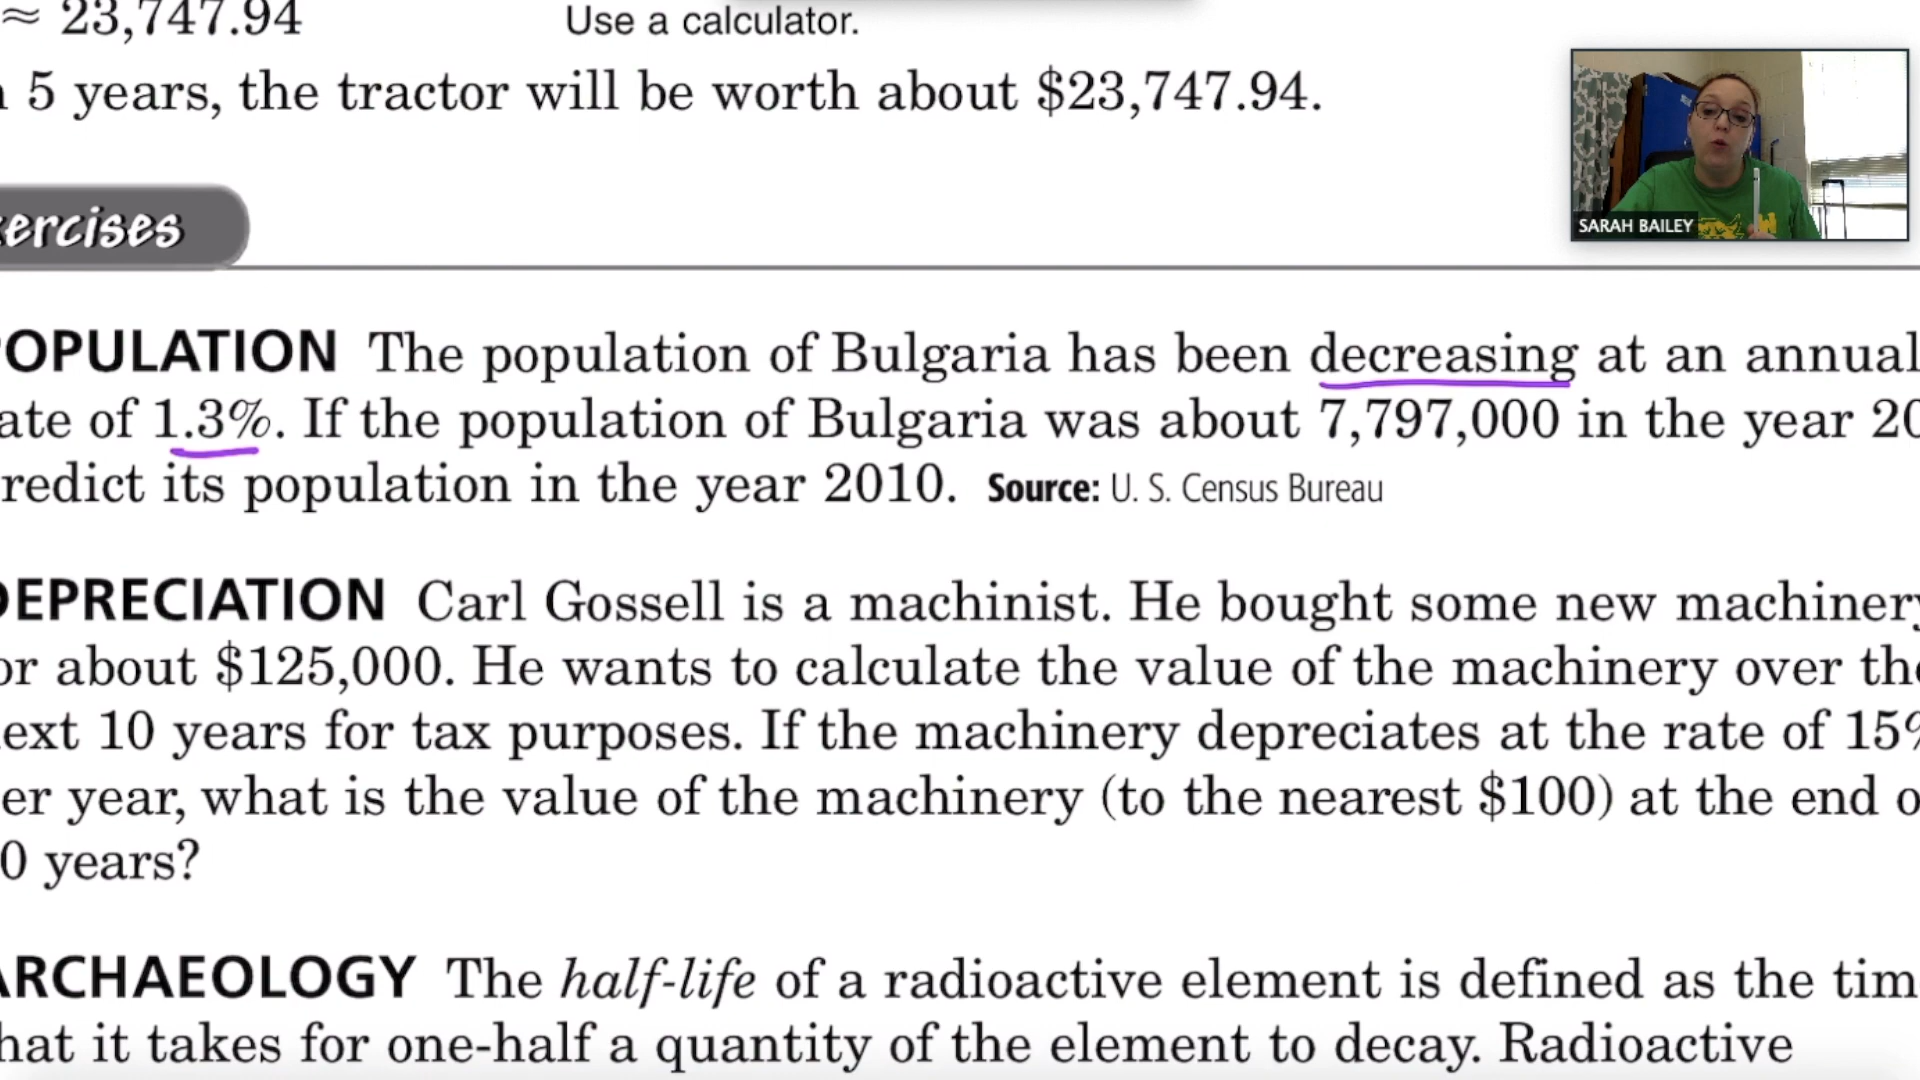 ≈ 23,747.94 Use a calculator.
5 years, the tractor will be worth about $23,747.94.
SARAH BAILEY
ercises
OPULATION The population of Bulgaria has been decreasing at an annual
ate of 1.3%. If the population of Bulgaria was about 7,797,000 in the year 20
redict its population in the year 2010. Source: U. S. Census Bureau
DEPRECIATION Carl Gossell is a machinist. He bought some new machinery
or about $125,000. He wants to calculate the value of the machinery over the
ext 10 years for tax purposes. If the machinery depreciates at the rate of 15%
er year, what is the value of the machinery (to the nearest $100) at the end o
0 years?
ARCHAEOLOGY The half-life of a radioactive element is defined as the tim
hat it takes for one-half a quantity of the element to decay. Radioactive